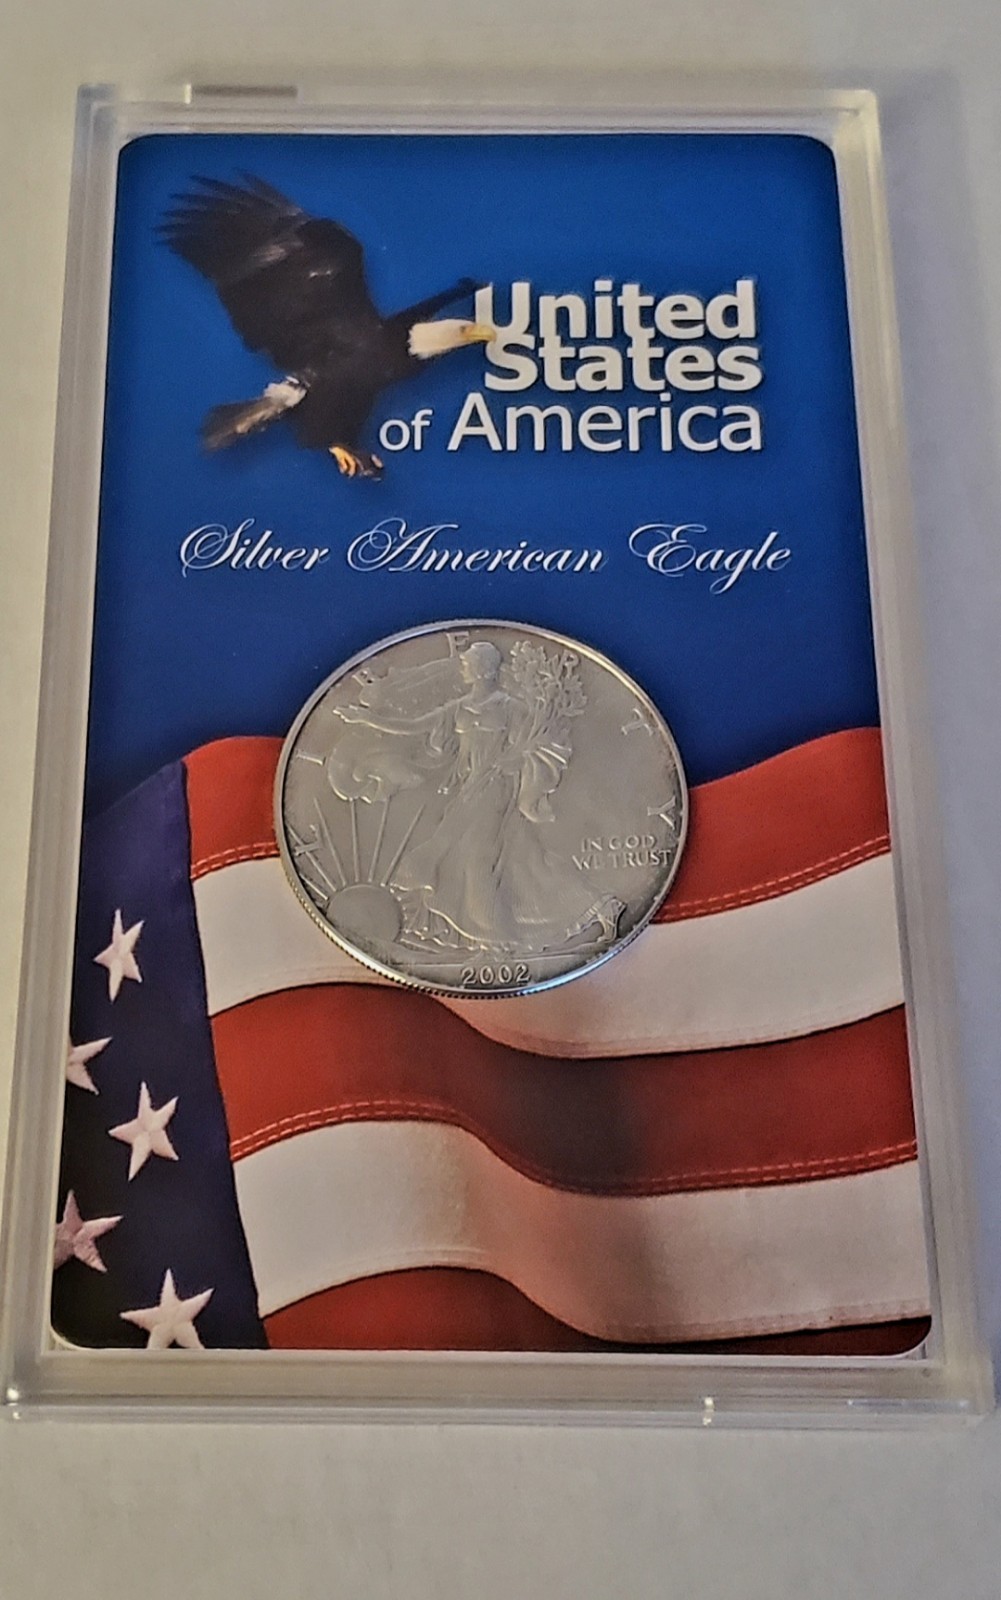 United
States
of America
Silver American Eagle
LIBERTY
IN GOD
WE TRUST
2002